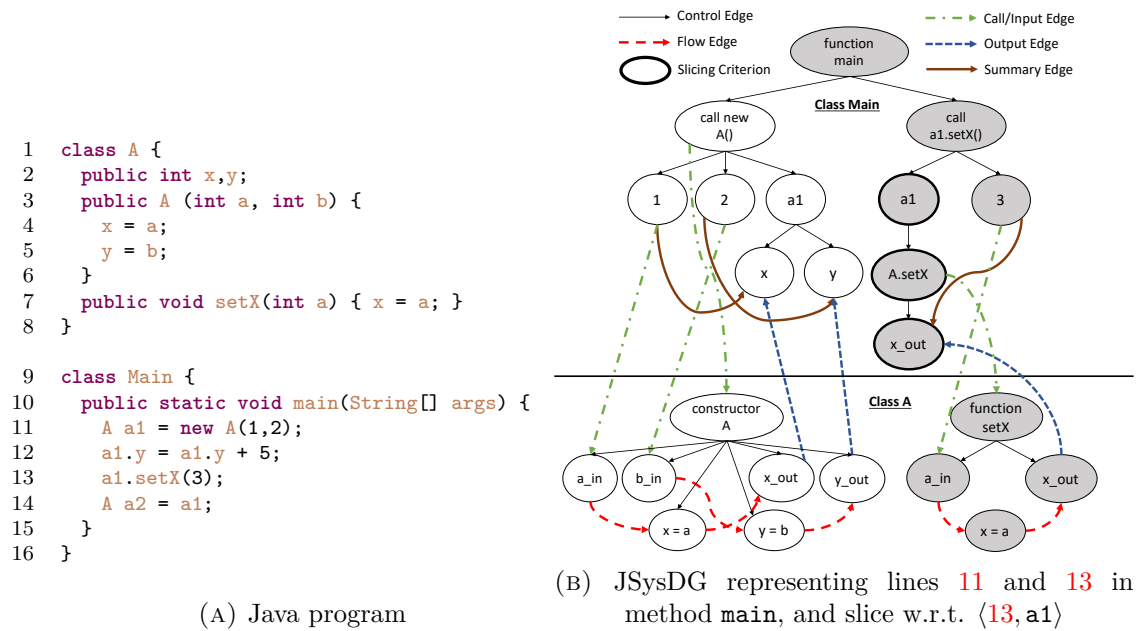 1 class A {
2 public int x,y;
3 public A (int a, int b) {
4 x = a;
5 y = b;
6 }
7 public void setX(int a) { x = a; }
8 }
9 class Main {
10 public static void main(String[] args) {
11 A a1 = new A(1,2);
12 a1.y = a1.y + 5;
13 a1.setX(3);
14 A a2 = a1;
15 }
16 }
(A) Java program
Control Edge
Flow Edge
Slicing Criterion
Call/Input Edge
Output Edge
Summary Edge
function
main
Class Main
call new
A()
call
a1.setX()
1
2
a1
a1
3
x
y
A.setX
x_out
Class A
constructor
A
function
setX
a_in
b_in
x_out
y_out
a_in
x_out
x = a
y = b
x = a
(B) JSysDG representing lines 11 and 13 in
method main, and slice w.r.t. ⟨13, a1⟩